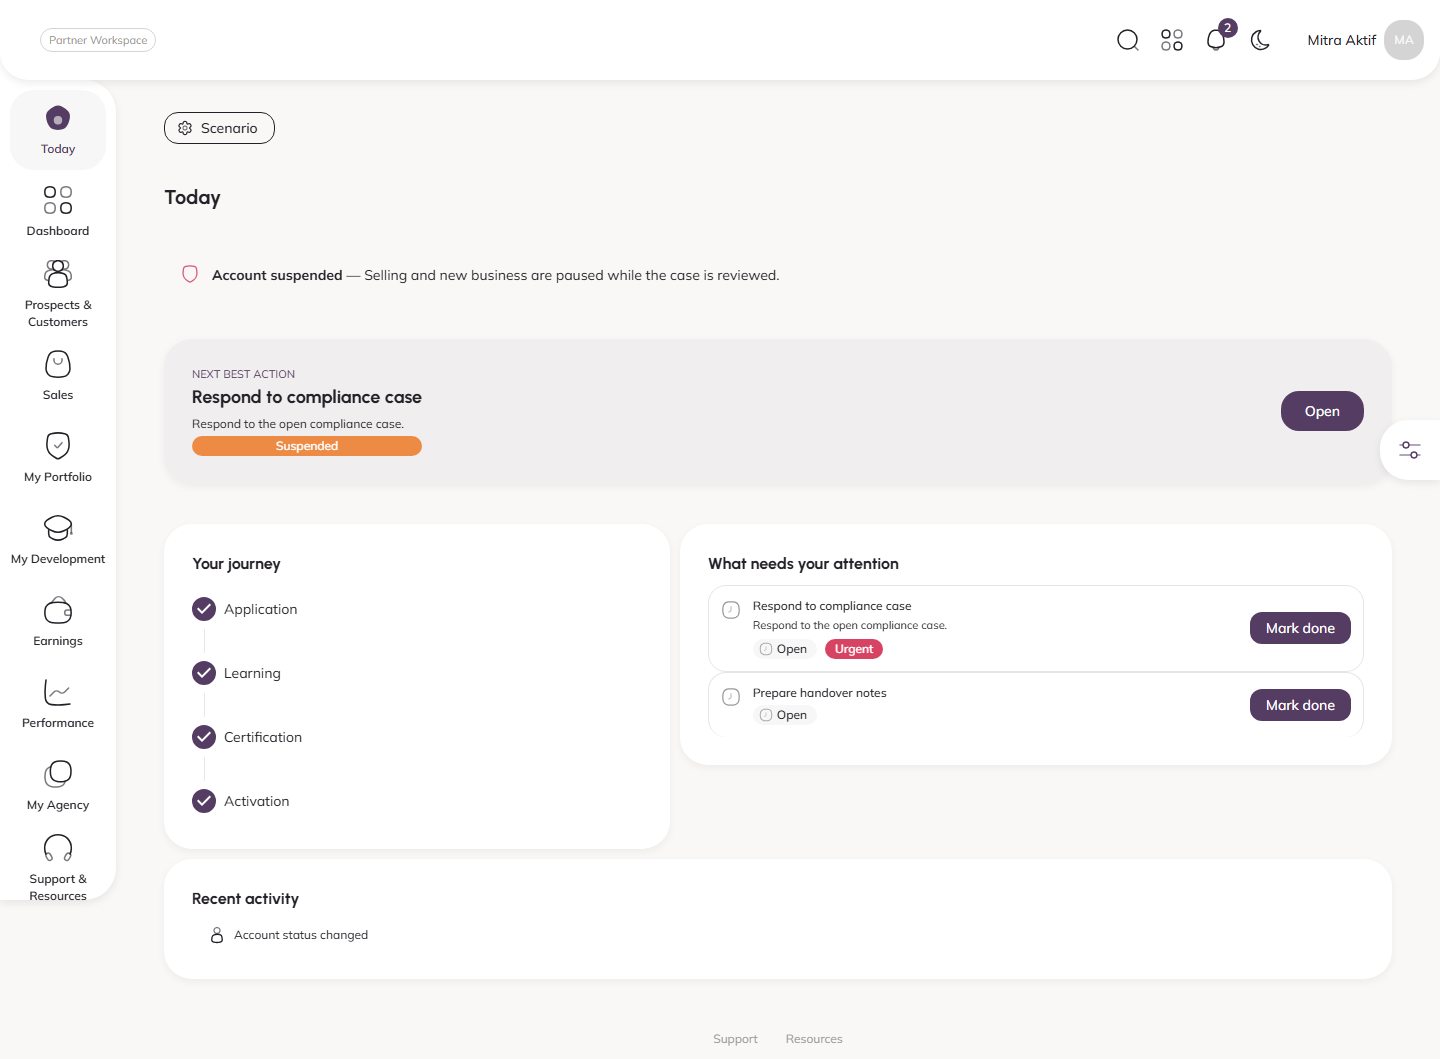 Partner Workspace
2
Mitra Aktif
MA
Today
Dashboard
Prospects &
Customers
Sales
My Portfolio
My Development
Earnings
Performance
My Agency
Support &
Resources
Scenario
Today
Account suspended — Selling and new business are paused while the case is reviewed.
NEXT BEST ACTION
Respond to compliance case
Respond to the open compliance case.
Suspended
Open
Your journey
Application
Learning
Certification
Activation
What needs your attention
Respond to compliance case
Respond to the open compliance case.
Open
Urgent
Mark done
Prepare handover notes
Open
Mark done
Recent activity
Account status changed
Support
Resources